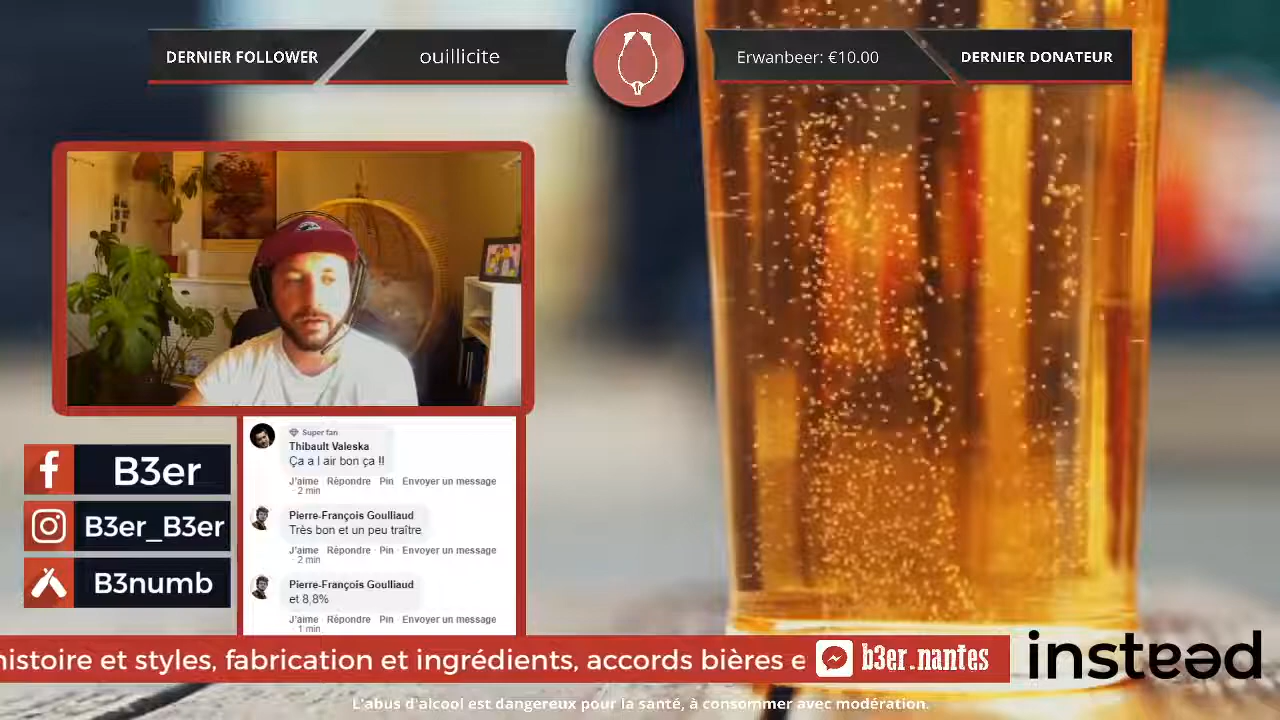 DERNIER FOLLOWER
ouillicite
Erwanbeer: €10.00
DERNIER DONATEUR
Super fan
Thibault Valeska
Ça a l air bon ça !!
J'aime Répondre Pin Envoyer un message
· 2 min
Pierre-François Goulliaud
Très bon et un peu traître
J'aime · Répondre · Pin · Envoyer un message
· 2 min
Pierre-François Goulliaud
et 8,8%
J'aime · Répondre · Pin · Envoyer un message
· 1 min
B3er
B3er_B3er
B3numb
histoire et styles, fabrication et ingrédients, accords bières e
b3er.nantes
instead
L'abus d'alcool est dangereux pour la santé, à consommer avec modération.